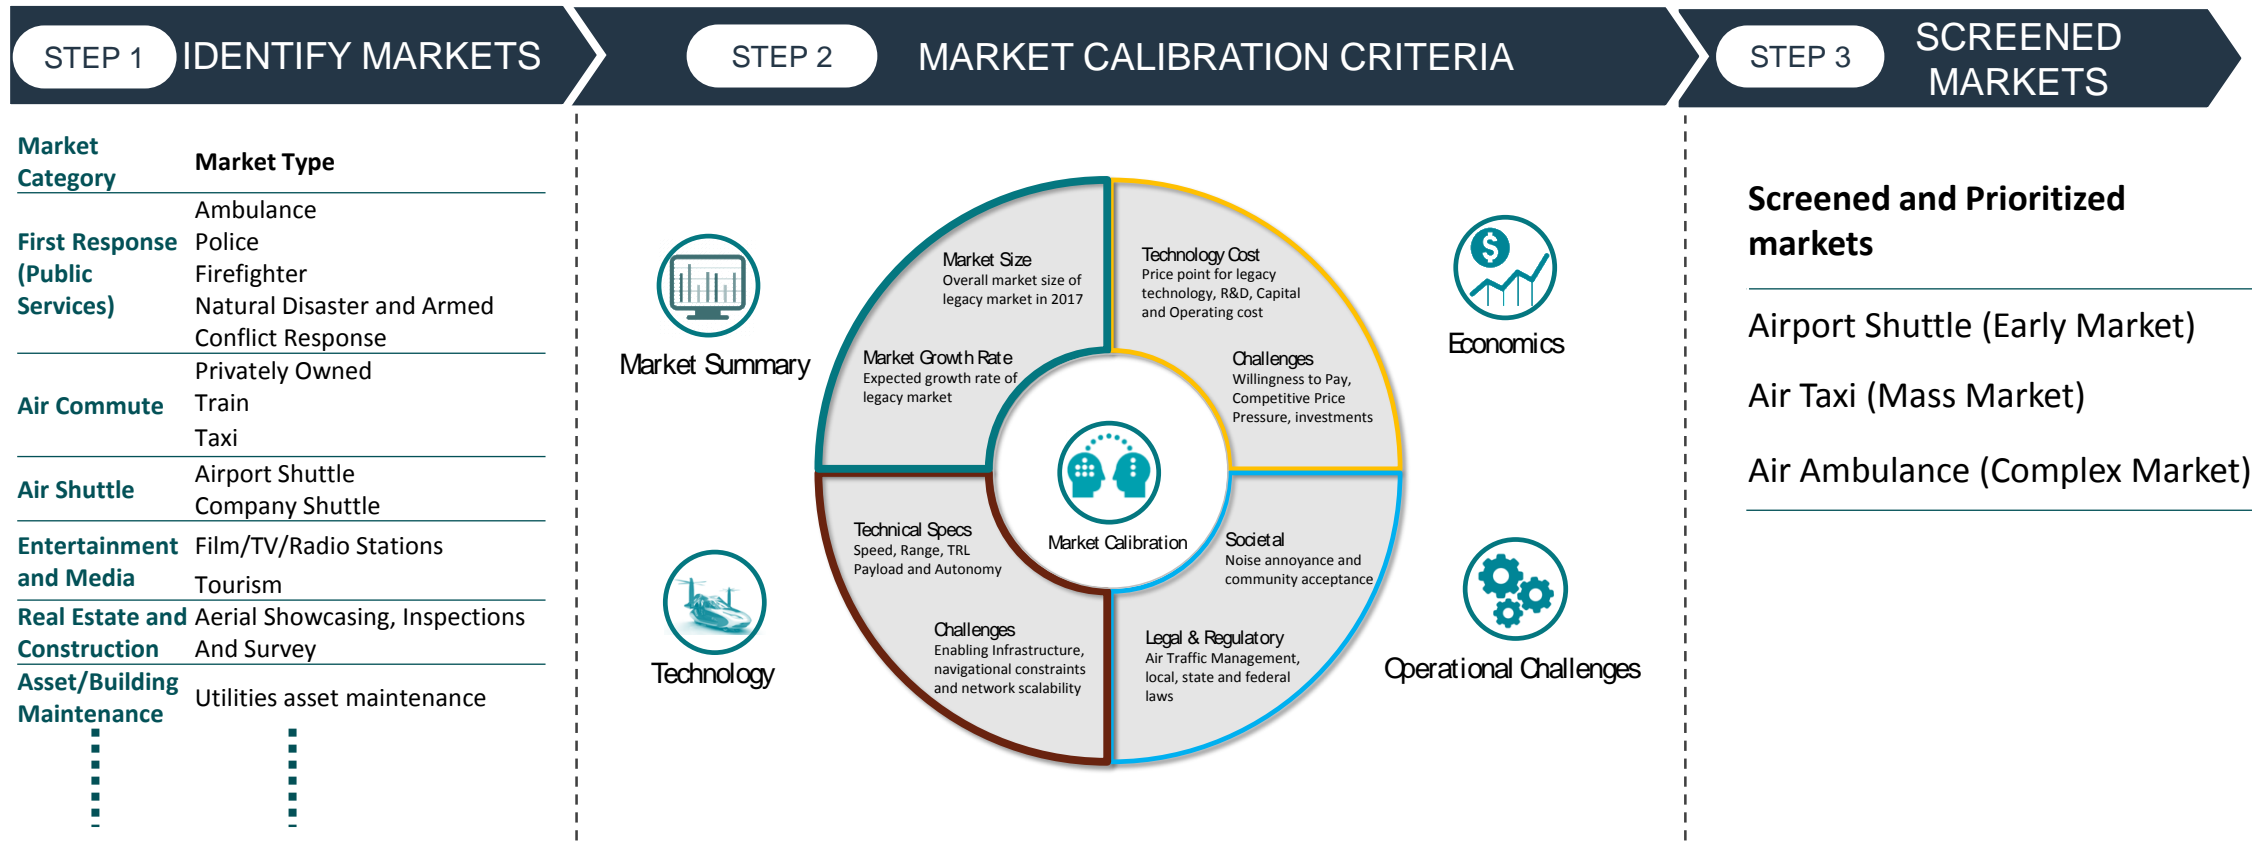 STEP 1 IDENTIFY MARKETS
STEP 2 MARKET CALIBRATION CRITERIA
STEP 3 SCREENED
MARKETS
Market
Category
Market Type
First Response
(Public
Services)
Ambulance
Police
Firefighter
Natural Disaster and Armed
Conflict Response
Air Commute
Privately Owned
Train
Taxi
Air Shuttle
Airport Shuttle
Company Shuttle
Entertainment
and Media
Film/TV/Radio Stations
Tourism
Real Estate and
Construction
Aerial Showcasing, Inspections
And Survey
Asset/Building
Maintenance
Utilities asset maintenance
Market Summary
Market Size
Overall market size of
legacy market in 2017
Market Growth Rate
Expected growth rate of
legacy market
Technology Cost
Price point for legacy
technology, R&D, Capital
and Operating cost
Challenges
Willingness to Pay,
Competitive Price
Pressure, investments
Economics
Market Calibration
Technology
Technical Specs
Speed, Range, TRL
Payload and Autonomy
Challenges
Enabling Infrastructure,
navigational constraints
and network scalability
Societal
Noise annoyance and
community acceptance
Legal & Regulatory
Air Traffic Management,
local, state and federal
laws
Operational Challenges
Screened and Prioritized
markets
Airport Shuttle (Early Market)
Air Taxi (Mass Market)
Air Ambulance (Complex Market)